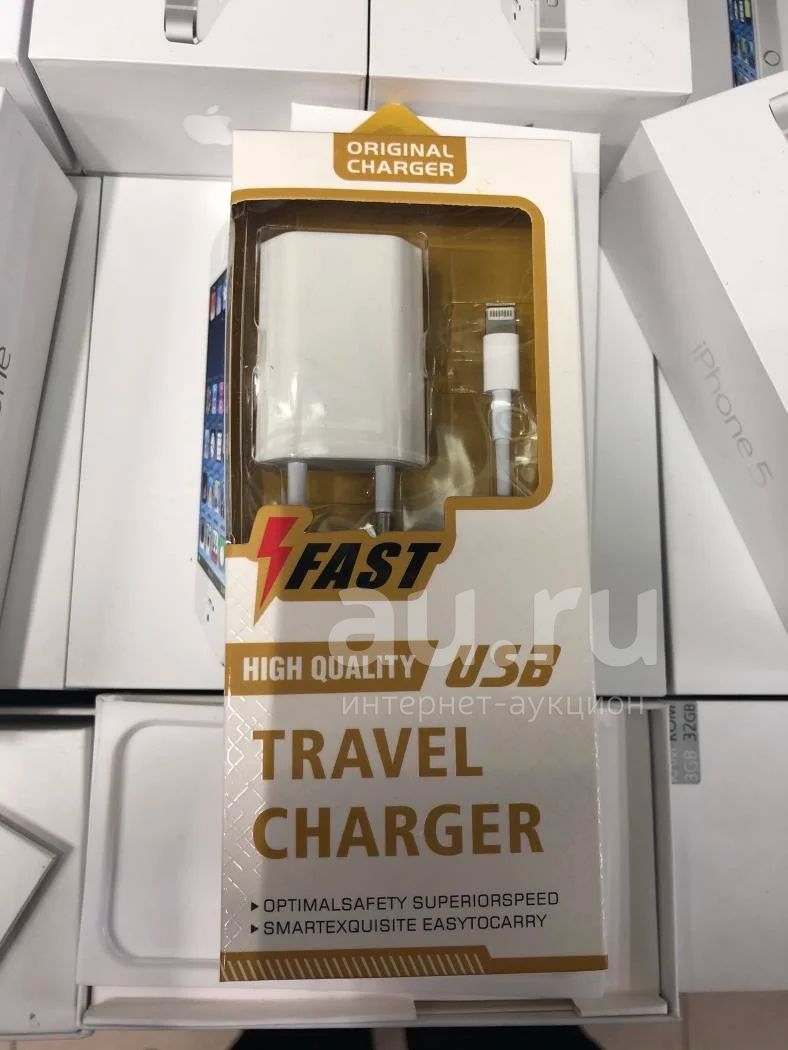 ORIGINAL
CHARGER
iPhone 5
FAST
au.ru
HIGH QUALITY USB
интернет-аукцион
TRAVEL
CHARGER
3GB 32GB
▸OPTIMALSAFETY SUPERIORSPEED
▸SMARTEXQUISITE EASYTOCARRY